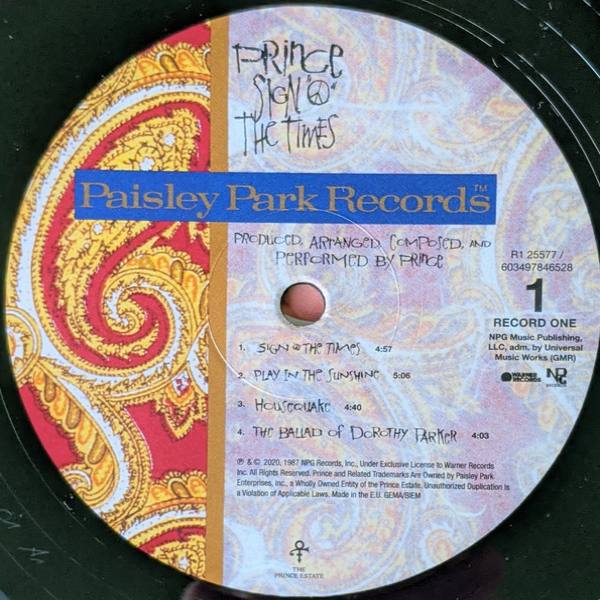 PRINCE
SIGN "☮"
THE TIMES
Paisley Park Records™
PRODUCED, ARRANGED, COMPOSED, AND
PERFORMED BY PRINCE
R1 25577 /
603497846528
1
RECORD ONE
NPG Music Publishing,
LLC, adm. by Universal
Music Works (GMR)
WARNER
RECORDS
NPG
1. SIGN ☮ THE TIMES 4:57
2. PLAY IN THE SUNSHINE 5:06
3. HOUSEQUAKE 4:40
4. THE BALLAD OF DOROTHY PARKER 4:03
℗ & © 2020, 1987 NPG Records, Inc., Under Exclusive License to Warner Records
Inc. All Rights Reserved. Prince and Related Trademarks Are Owned by Paisley Park
Enterprises, Inc., a Wholly Owned Entity of the Prince Estate. Unauthorized Duplication Is
a Violation of Applicable Laws. Made in the E.U. GEMA/SIEM
THE
PRINCE ESTATE